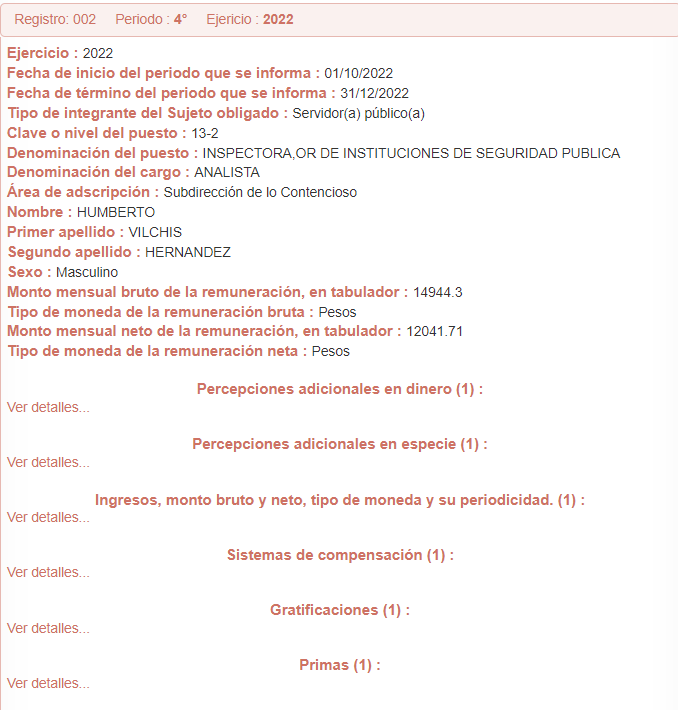 Registro: 002 Periodo : 4° Ejericio : 2022
Ejercicio : 2022
Fecha de inicio del periodo que se informa : 01/10/2022
Fecha de término del periodo que se informa : 31/12/2022
Tipo de integrante del Sujeto obligado : Servidor(a) público(a)
Clave o nivel del puesto : 13-2
Denominación del puesto : INSPECTORA,OR DE INSTITUCIONES DE SEGURIDAD PUBLICA
Denominación del cargo : ANALISTA
Área de adscripción : Subdirección de lo Contencioso
Nombre : HUMBERTO
Primer apellido : VILCHIS
Segundo apellido : HERNANDEZ
Sexo : Masculino
Monto mensual bruto de la remuneración, en tabulador : 14944.3
Tipo de moneda de la remuneración bruta : Pesos
Monto mensual neto de la remuneración, en tabulador : 12041.71
Tipo de moneda de la remuneración neta : Pesos
Percepciones adicionales en dinero (1) :
Ver detalles...
Percepciones adicionales en especie (1) :
Ver detalles...
Ingresos, monto bruto y neto, tipo de moneda y su periodicidad. (1) :
Ver detalles...
Sistemas de compensación (1) :
Ver detalles...
Gratificaciones (1) :
Ver detalles...
Primas (1) :
Ver detalles...